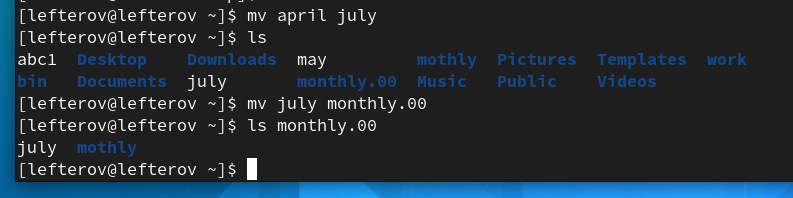 [lefterov@lefterov ~]$ mv april july
[lefterov@lefterov ~]$ ls
abc1 Desktop Downloads may mothly Pictures Templates work
bin Documents july monthly.00 Music Public Videos
[lefterov@lefterov ~]$ mv july monthly.00
[lefterov@lefterov ~]$ ls monthly.00
july mothly
[lefterov@lefterov ~]$